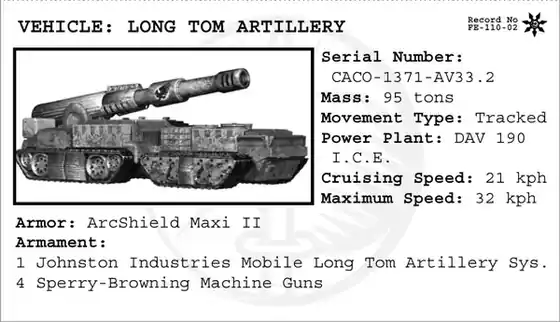 VEHICLE: LONG TOM ARTILLERY
Record No
FE-110-02
Serial Number:
CACO-1371-AV33.2
Mass: 95 tons
Movement Type: Tracked
Power Plant: DAV 190
I.C.E.
Cruising Speed: 21 kph
Maximum Speed: 32 kph
Armor: ArcShield Maxi II
Armament:
1 Johnston Industries Mobile Long Tom Artillery Sys.
4 Sperry-Browning Machine Guns